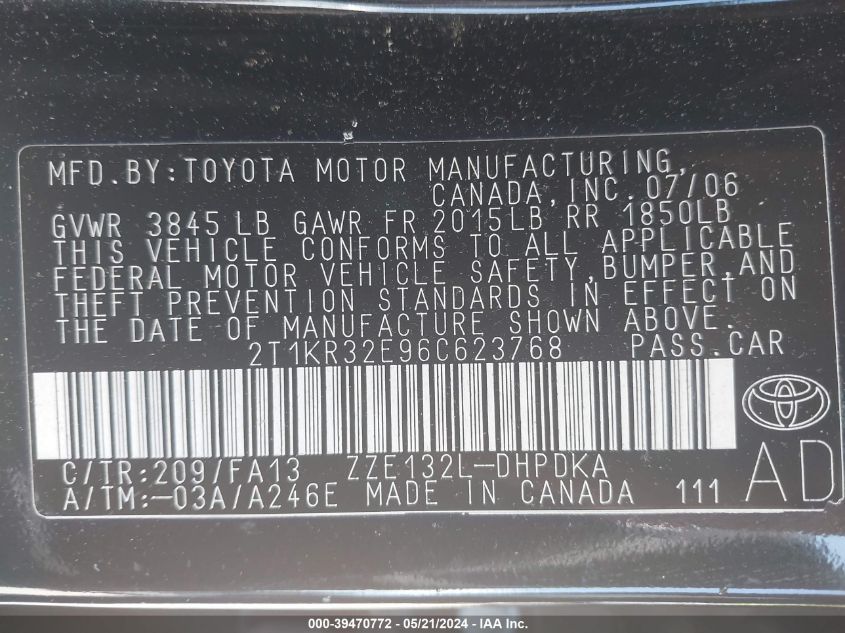 MFD.BY:TOYOTA MOTOR MANUFACTURING,
CANADA,INC. 07/06
GVWR 3845 LB GAWR FR 2015LB RR 1850LB
THIS VEHICLE CONFORMS TO ALL APPLICABLE
FEDERAL MOTOR VEHICLE SAFETY,BUMPER,AND
THEFT PREVENTION STANDARDS IN EFFECT ON
THE DATE OF MANUFACTURE SHOWN ABOVE.
2T1KR32E96C623768 PASS.CAR
C/TR:209/FA13 ZZE132L-DHPDKA
A/TM:-03A/A246E MADE IN CANADA 111 AD
000-39470772 - 05/21/2024 - IAA Inc.